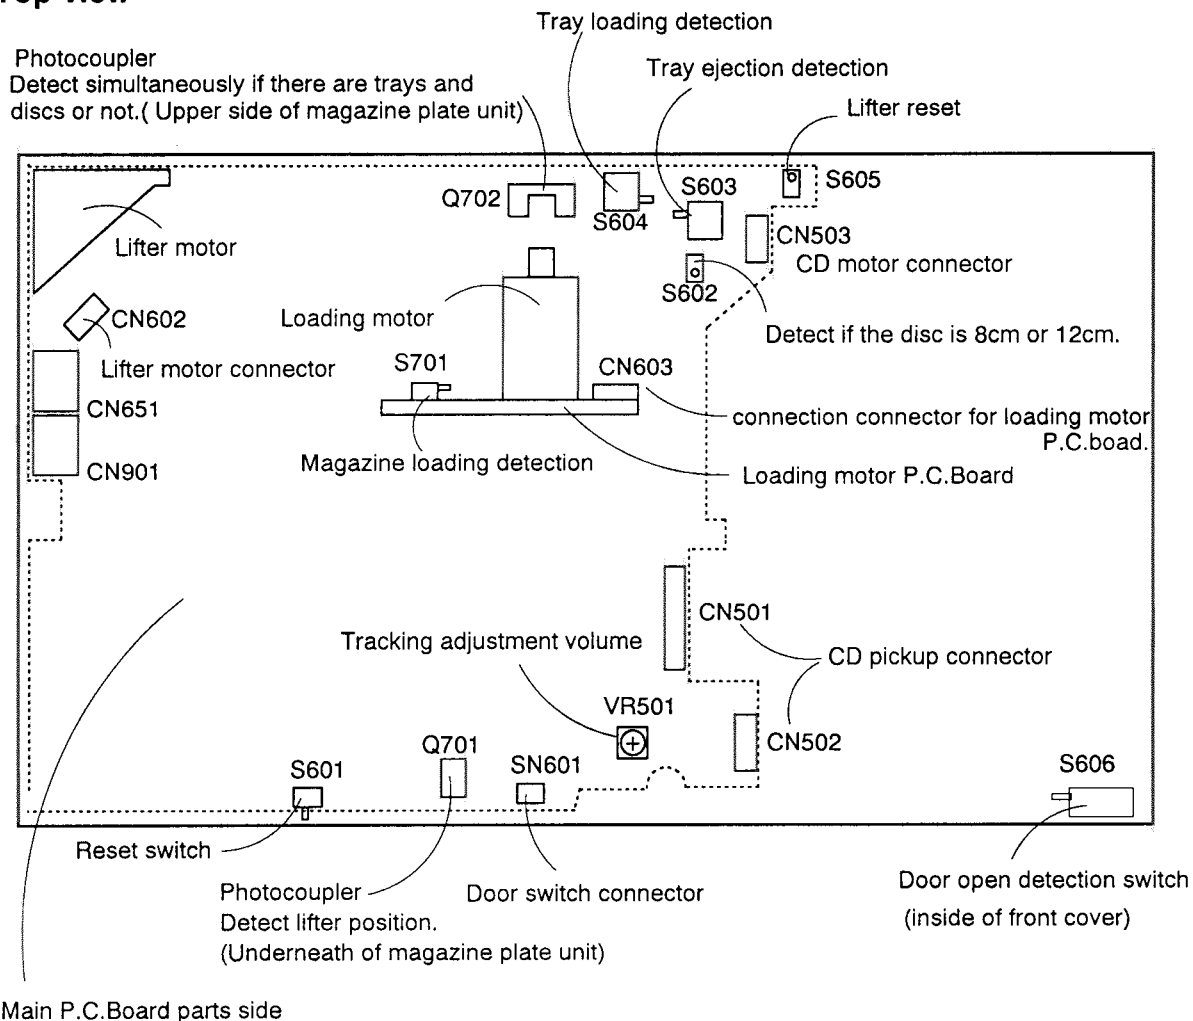 Top view
Tray loading detection
Photocoupler
Detect simultaneously if there are trays and
discs or not.( Upper side of magazine plate unit)
Tray ejection detection
Lifter reset
Q702
S604
S603
S605
CN503
CD motor connector
Lifter motor
S602
CN602
Loading motor
Detect if the disc is 8cm or 12cm.
Lifter motor connector
S701
CN603
CN651
connection connector for loading motor
P.C.boad.
CN901
Magazine loading detection
Loading motor P.C.Board
CN501
Tracking adjustment volume
CD pickup connector
VR501
CN502
Q701
SN601
S601
S606
Reset switch
Photocoupler
Detect lifter position.
(Underneath of magazine plate unit)
Door switch connector
Door open detection switch
(inside of front cover)
Main P.C.Board parts side